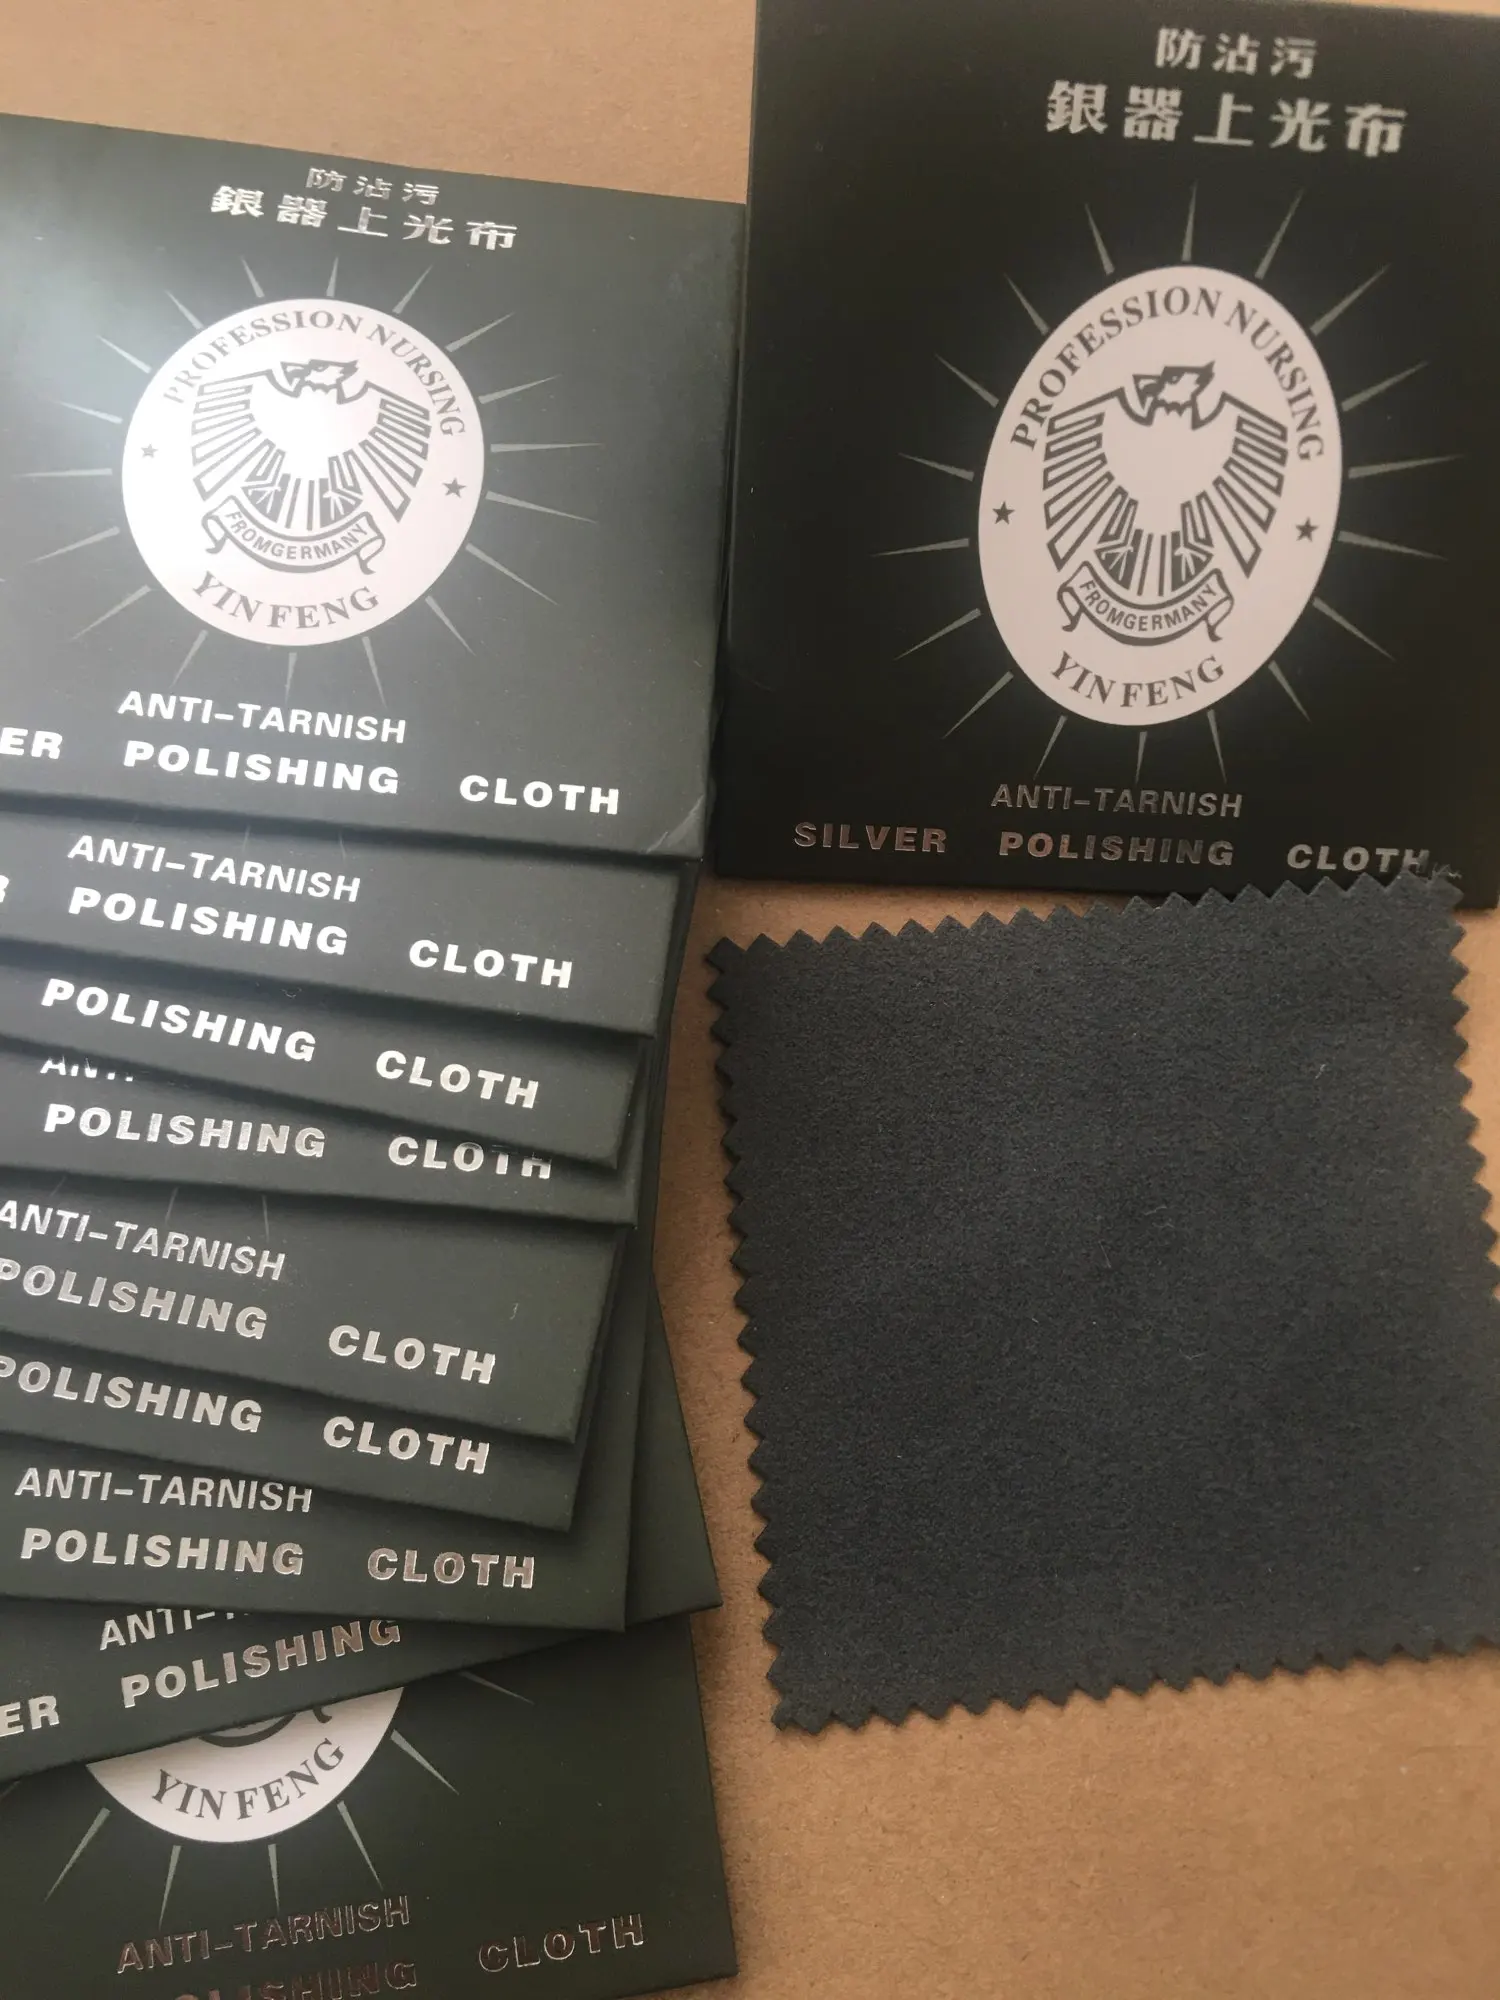 防沾污
銀器上光布
PROFESSION NURSING
FROMGERMANY
YIN FENG
ANTI-TARNISH
SILVER POLISHING CLOTH
防沾污
銀器上光布
PROFESSION NURSING
FROMGERMANY
YIN FENG
ANTI-TARNISH
ER POLISHING CLOTH
ANTI-TARNISH
POLISHING CLOTH
POLISHING CLOTH
POLISHING CLOTH
ANTI-TARNISH
POLISHING CLOTH
POLISHING CLOTH
ANTI-TARNISH
POLISHING CLOTH
ANTI-
ER POLISHING
YIN FENG
ANTI-TARNISH
POLISHING CLOTH